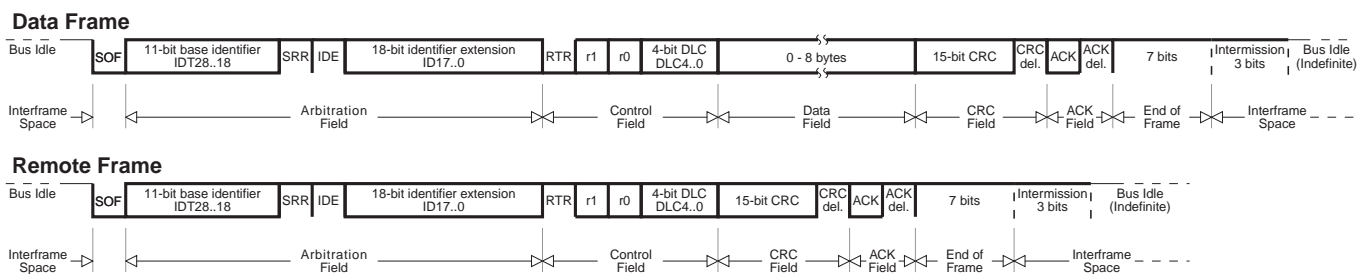 Data Frame
Bus Idle
SOF
11-bit base identifier
IDT28..18
SRR
IDE
18-bit identifier extension
ID17..0
RTR
r1
r0
4-bit DLC
DLC4..0
0 - 8 bytes
15-bit CRC
CRC
del.
ACK
ACK
del.
7 bits
Intermission
3 bits
Bus Idle
(Indefinite)
Interframe
Space
Arbitration
Field
Control
Field
Data
Field
CRC
Field
ACK
Field
End of
Frame
Interframe
Space
Remote Frame
Bus Idle
SOF
11-bit base identifier
IDT28..18
SRR
IDE
18-bit identifier extension
ID17..0
RTR
r1
r0
4-bit DLC
DLC4..0
15-bit CRC
CRC
del.
ACK
ACK
del.
7 bits
Intermission
3 bits
Bus Idle
(Indefinite)
Interframe
Space
Arbitration
Field
Control
Field
CRC
Field
ACK
Field
End of
Frame
Interframe
Space